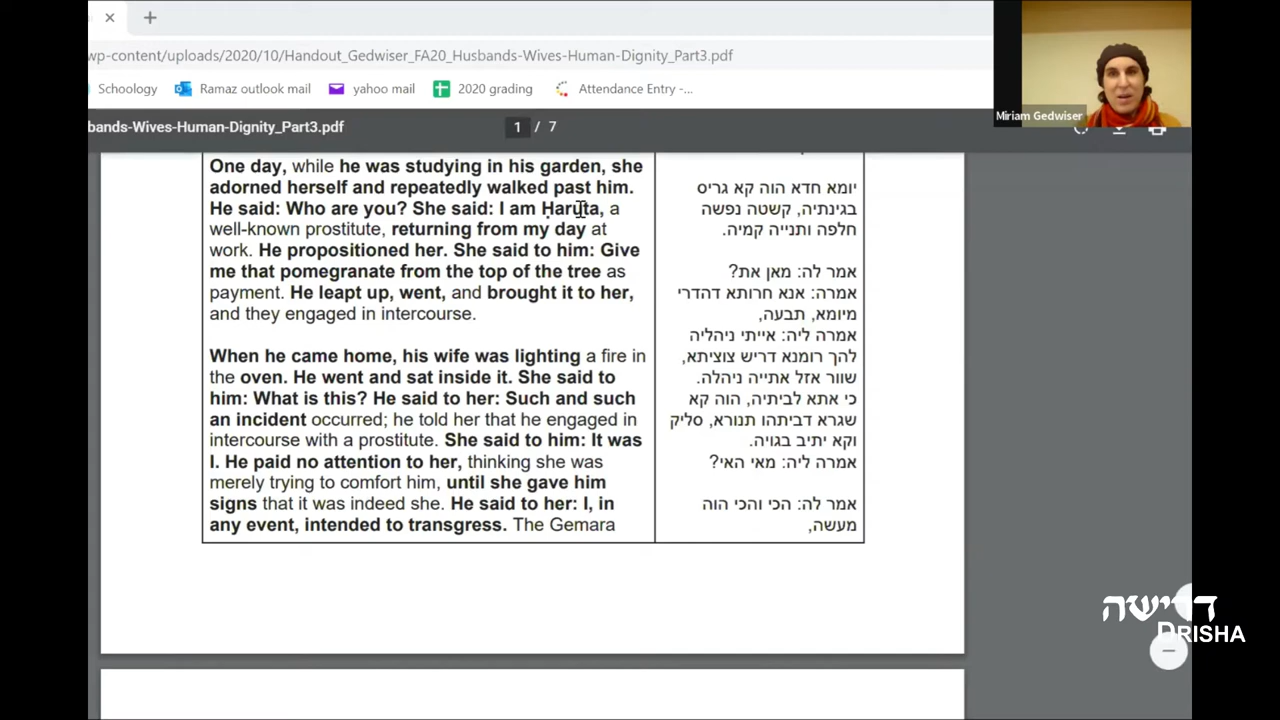 wp-content/uploads/2020/10/Handout_Gedwiser_FA20_Husbands-Wives-Human-Dignity_Part3.pdf
Schoology
Ramaz outlook mail
yahoo mail
2020 grading
Attendance Entry -...
Miriam Gedwiser
bands-Wives-Human-Dignity_Part3.pdf
1 / 7
One day, while he was studying in his garden, she
adorned herself and repeatedly walked past him.
He said: Who are you? She said: I am Ḥaruta, a
well-known prostitute, returning from my day at
work. He propositioned her. She said to him: Give
me that pomegranate from the top of the tree as
payment. He leapt up, went, and brought it to her,
and they engaged in intercourse.
When he came home, his wife was lighting a fire in
the oven. He went and sat inside it. She said to
him: What is this? He said to her: Such and such
an incident occurred; he told her that he engaged in
intercourse with a prostitute. She said to him: It was
I. He paid no attention to her, thinking she was
merely trying to comfort him, until she gave him
signs that it was indeed she. He said to her: I, in
any event, intended to transgress. The Gemara
יומא חדא הוה קא גריס
בגינתיה, קשטה נפשה
חלפה ותנייה קמיה.
אמר לה: מאן את?
אמרה: אנא חרותא דהדרי
מיומא, תבעה,
אמרה ליה: אייתי ניהליה
להך רומנא דריש צוציתא,
שוור אזל אתייה ניהלה.
כי אתא לביתיה, הוה קא
שגרא דביתהו תנורא, סליק
וקא יתיב בגויה.
אמרה ליה: מאי האי?
אמר לה: הכי והכי הוה
מעשה,
דרישה
DRISHA